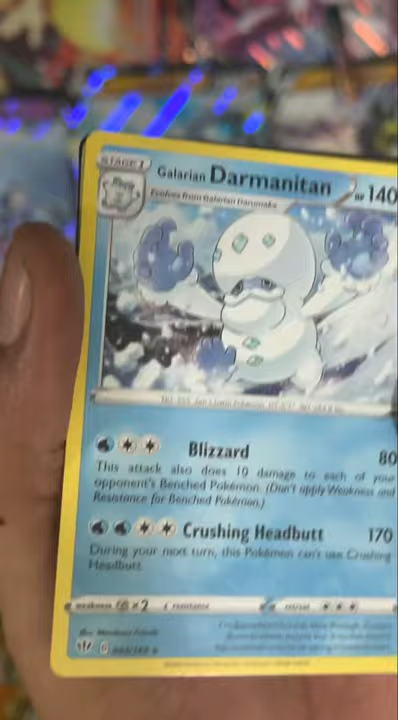 STAGE 1
Galarian Darmanitan HP 140
Evolves from Galarian Darumaka
Blizzard 80
This attack also does 10 damage to each of your
opponent's Benched Pokémon. (Don't apply Weakness and
Resistance for Benched Pokémon.)
Crushing Headbutt 170
During your next turn, this Pokémon can't use Crushing
Headbutt.
weakness ×2 resistance retreat